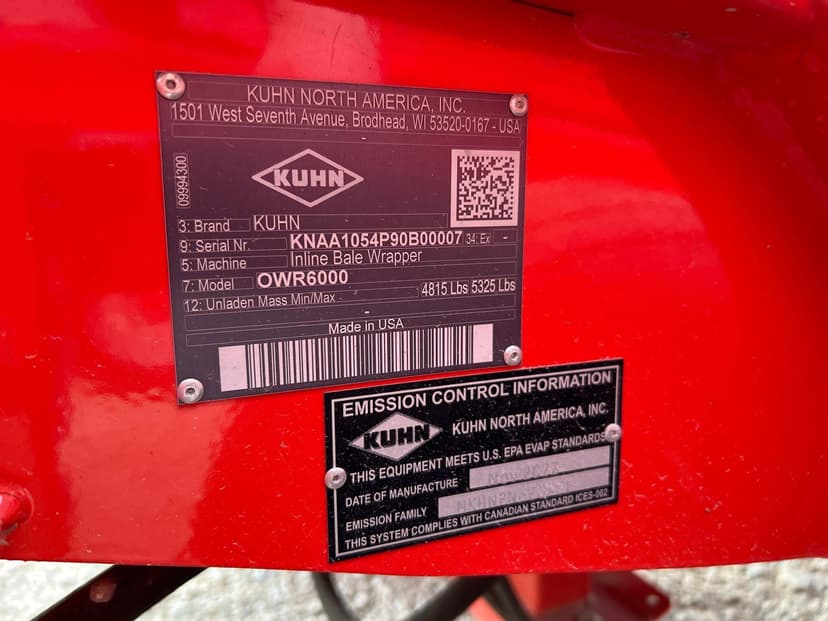 KUHN NORTH AMERICA, INC.
1501 West Seventh Avenue, Brodhead, WI 53520-0167 - USA
09994300
KUHN
3: Brand KUHN
9: Serial Nr. KNAA1054P90B00007 34: Ex -
5: Machine Inline Bale Wrapper
7: Model OWR6000
12: Unladen Mass Min/Max 4815 Lbs 5325 Lbs
Made in USA
EMISSION CONTROL INFORMATION
KUHN KUHN NORTH AMERICA, INC.
THIS EQUIPMENT MEETS U.S. EPA EVAP STANDARDS
DATE OF MANUFACTURE
EMISSION FAMILY
THIS SYSTEM COMPLIES WITH CANADIAN STANDARD ICES-002